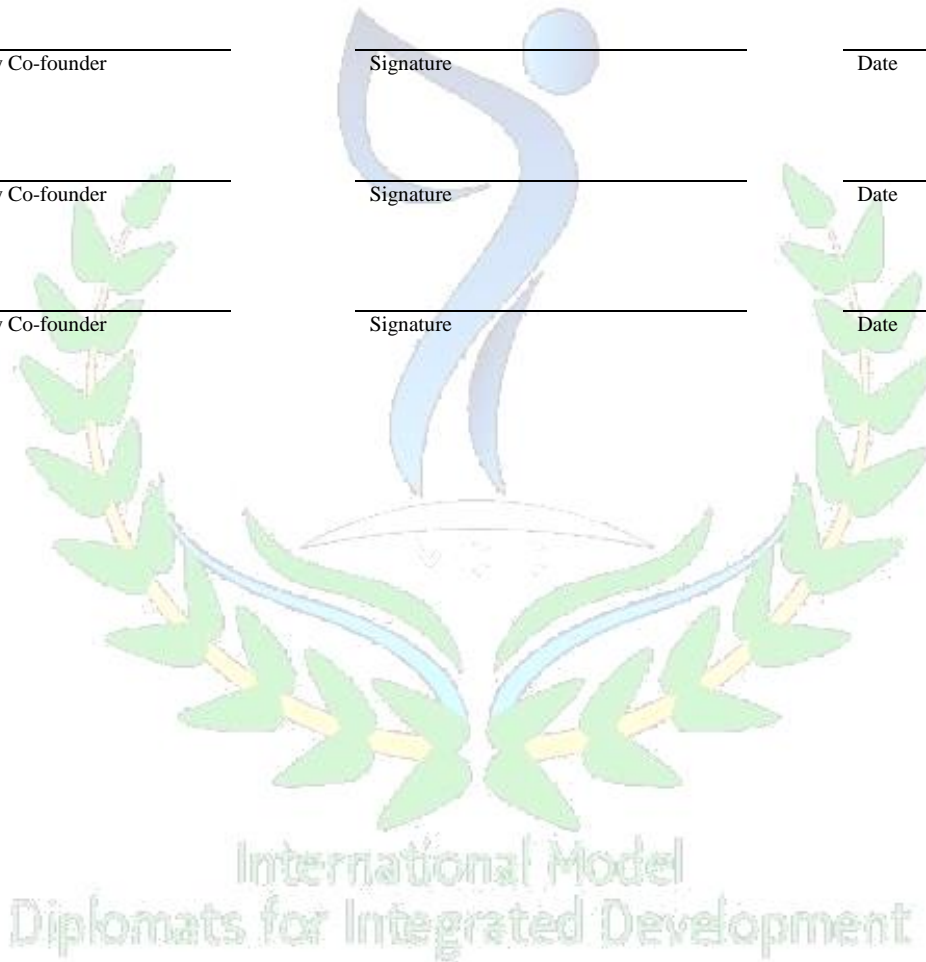 Co-founder Signature Date
Co-founder Signature Date
Co-founder Signature Date
International Model
Diplomats for Integrated Development